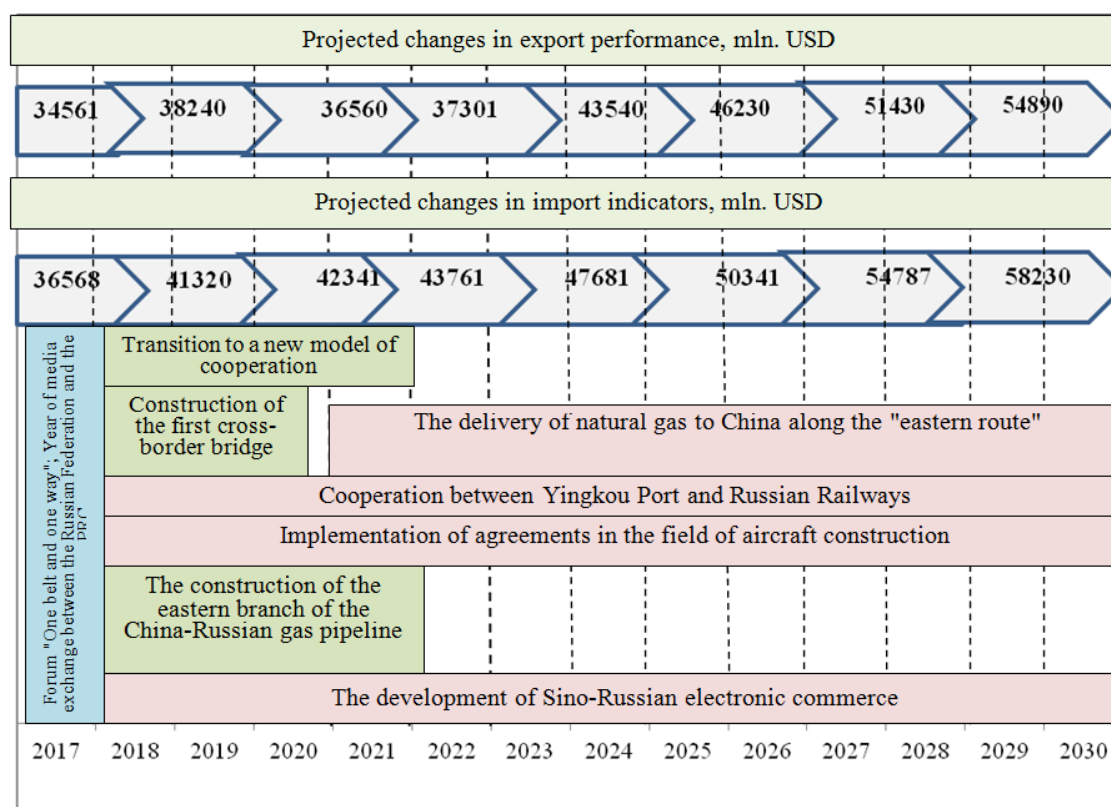 Projected changes in export performance, mln. USD
34561 38240 36560 37301 43540 46230 51430 54890
Projected changes in import indicators, mln. USD
36568 41320 42341 43761 47681 50341 54787 58230
Forum "One belt and one way"; Year of media
exchange between the Russian Federation and the
PRC
Transition to a new model of
cooperation
Construction of
the first cross-
border bridge
The delivery of natural gas to China along the "eastern route"
Cooperation between Yingkou Port and Russian Railways
Implementation of agreements in the field of aircraft construction
The construction of the
eastern branch of the
China-Russian gas pipeline
The development of Sino-Russian electronic commerce
2017 2018 2019 2020 2021 2022 2023 2024 2025 2026 2027 2028 2029 2030